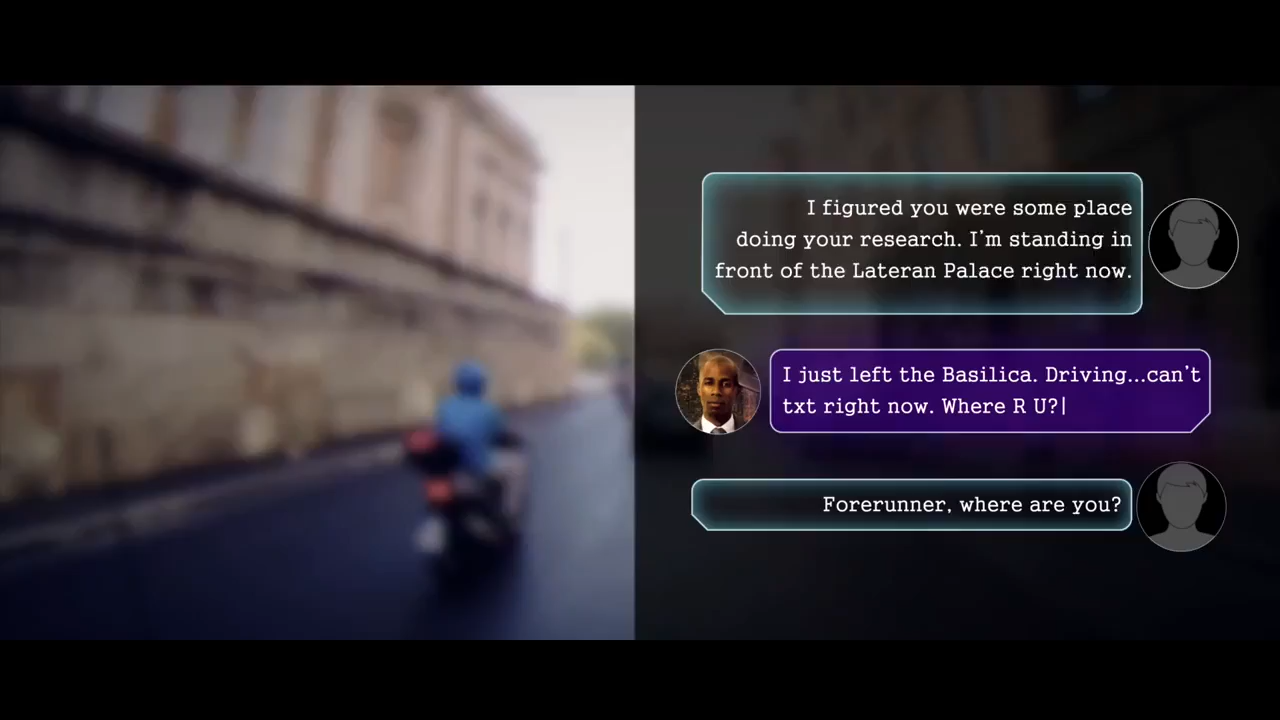 I figured you were some place
doing your research. I’m standing in
front of the Lateran Palace right now.
I just left the Basilica. Driving...can’t
txt right now. Where R U?|
Forerunner, where are you?